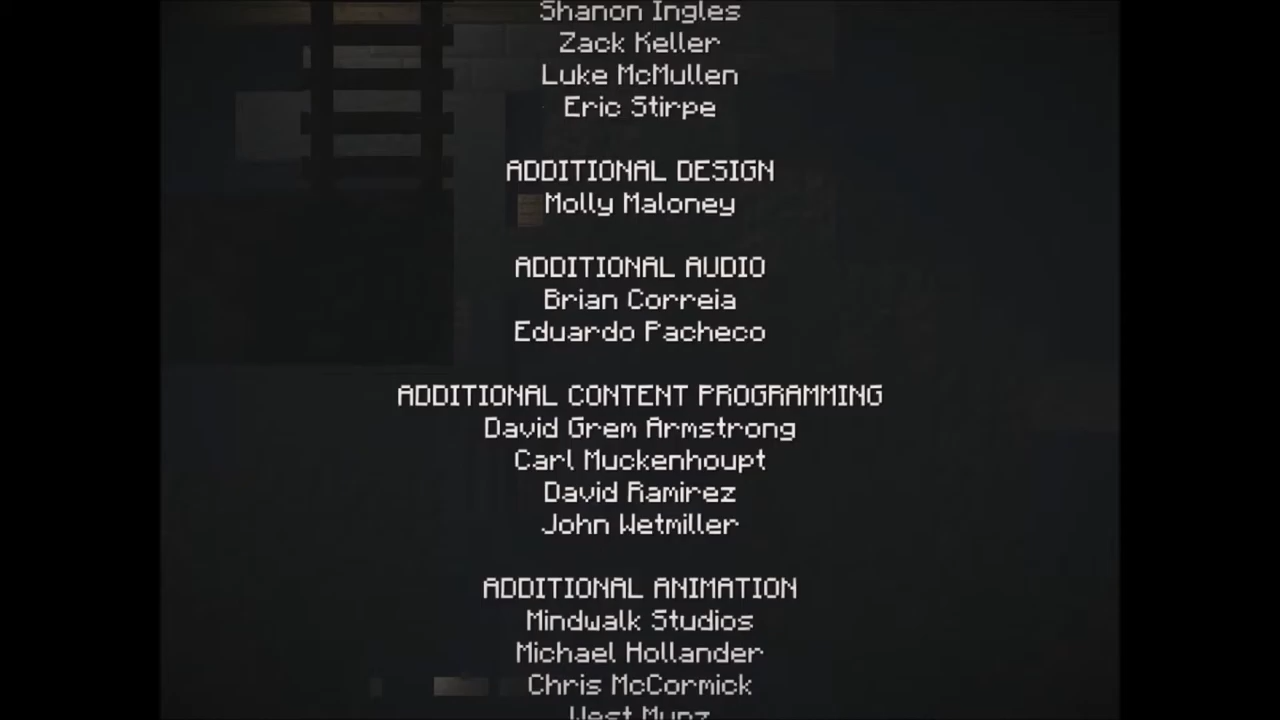 Shanon Ingles
Zack Keller
Luke McMullen
Eric Stirpe
ADDITIONAL DESIGN
Molly Maloney
ADDITIONAL AUDIO
Brian Correia
Eduardo Pacheco
ADDITIONAL CONTENT PROGRAMMING
David Grem Armstrong
Carl Muckenhoupt
David Ramirez
John Wetmiller
ADDITIONAL ANIMATION
Mindwalk Studios
Michael Hollander
Chris McCormick
West